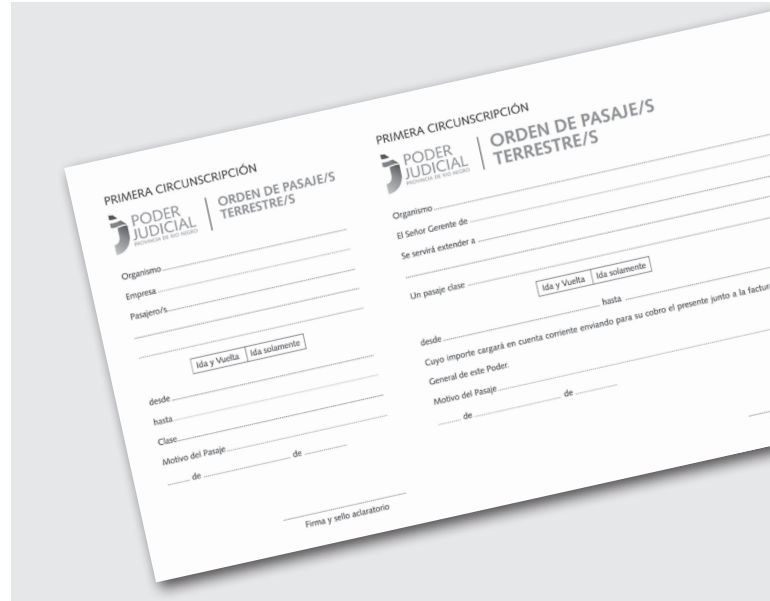 PRIMERA CIRCUNSCRIPCIÓN
PODER
JUDICIAL
PROVINCIA DE RIO NEGRO
ORDEN DE PASAJE/S
TERRESTRE/S
Organismo
Empresa
Pasajero/s
Ida y Vuelta Ida solamente
desde
hasta
Clase
Motivo del Pasaje
de de
Firma y sello aclaratorio
PRIMERA CIRCUNSCRIPCIÓN
PODER
JUDICIAL
PROVINCIA DE RIO NEGRO
ORDEN DE PASAJE/S
TERRESTRE/S
Organismo
El Señor Gerente de
Se servirá extender a
Un pasaje clase
Ida y Vuelta Ida solamente
desde hasta
Cuyo importe cargará en cuenta corriente enviando para su cobro el presente junto a la factur
General de este Poder.
Motivo del Pasaje
de de